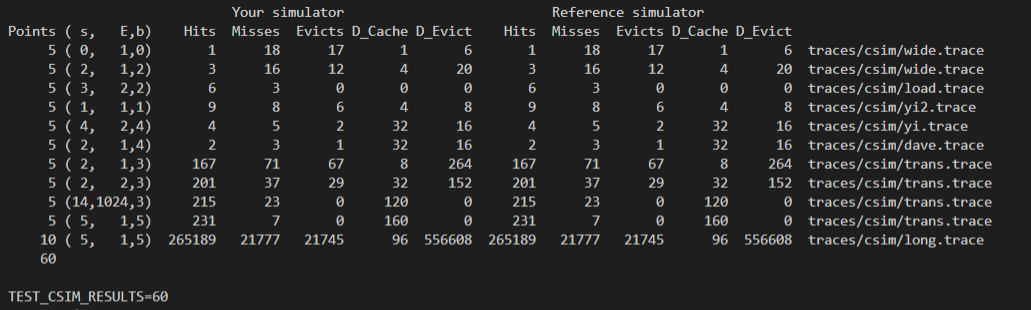 Your simulator Reference simulator
Points ( s, E,b) Hits Misses Evicts D_Cache D_Evict Hits Misses Evicts D_Cache D_Evict
5 ( 0, 1,0) 1 18 17 1 6 1 18 17 1 6 traces/csim/wide.trace
5 ( 2, 1,2) 3 16 12 4 20 3 16 12 4 20 traces/csim/wide.trace
5 ( 3, 2,2) 6 3 0 0 0 6 3 0 0 0 traces/csim/load.trace
5 ( 1, 1,1) 9 8 6 4 8 9 8 6 4 8 traces/csim/yi2.trace
5 ( 4, 2,4) 4 5 2 32 16 4 5 2 32 16 traces/csim/yi.trace
5 ( 2, 1,4) 2 3 1 32 16 2 3 1 32 16 traces/csim/dave.trace
5 ( 2, 1,3) 167 71 67 8 264 167 71 67 8 264 traces/csim/trans.trace
5 ( 2, 2,3) 201 37 29 32 152 201 37 29 32 152 traces/csim/trans.trace
5 (14,1024,3) 215 23 0 120 0 215 23 0 120 0 traces/csim/trans.trace
5 ( 5, 1,5) 231 7 0 160 0 231 7 0 160 0 traces/csim/trans.trace
10 ( 5, 1,5) 265189 21777 21745 96 556608 265189 21777 21745 96 556608 traces/csim/long.trace
60
TEST_CSIM_RESULTS=60